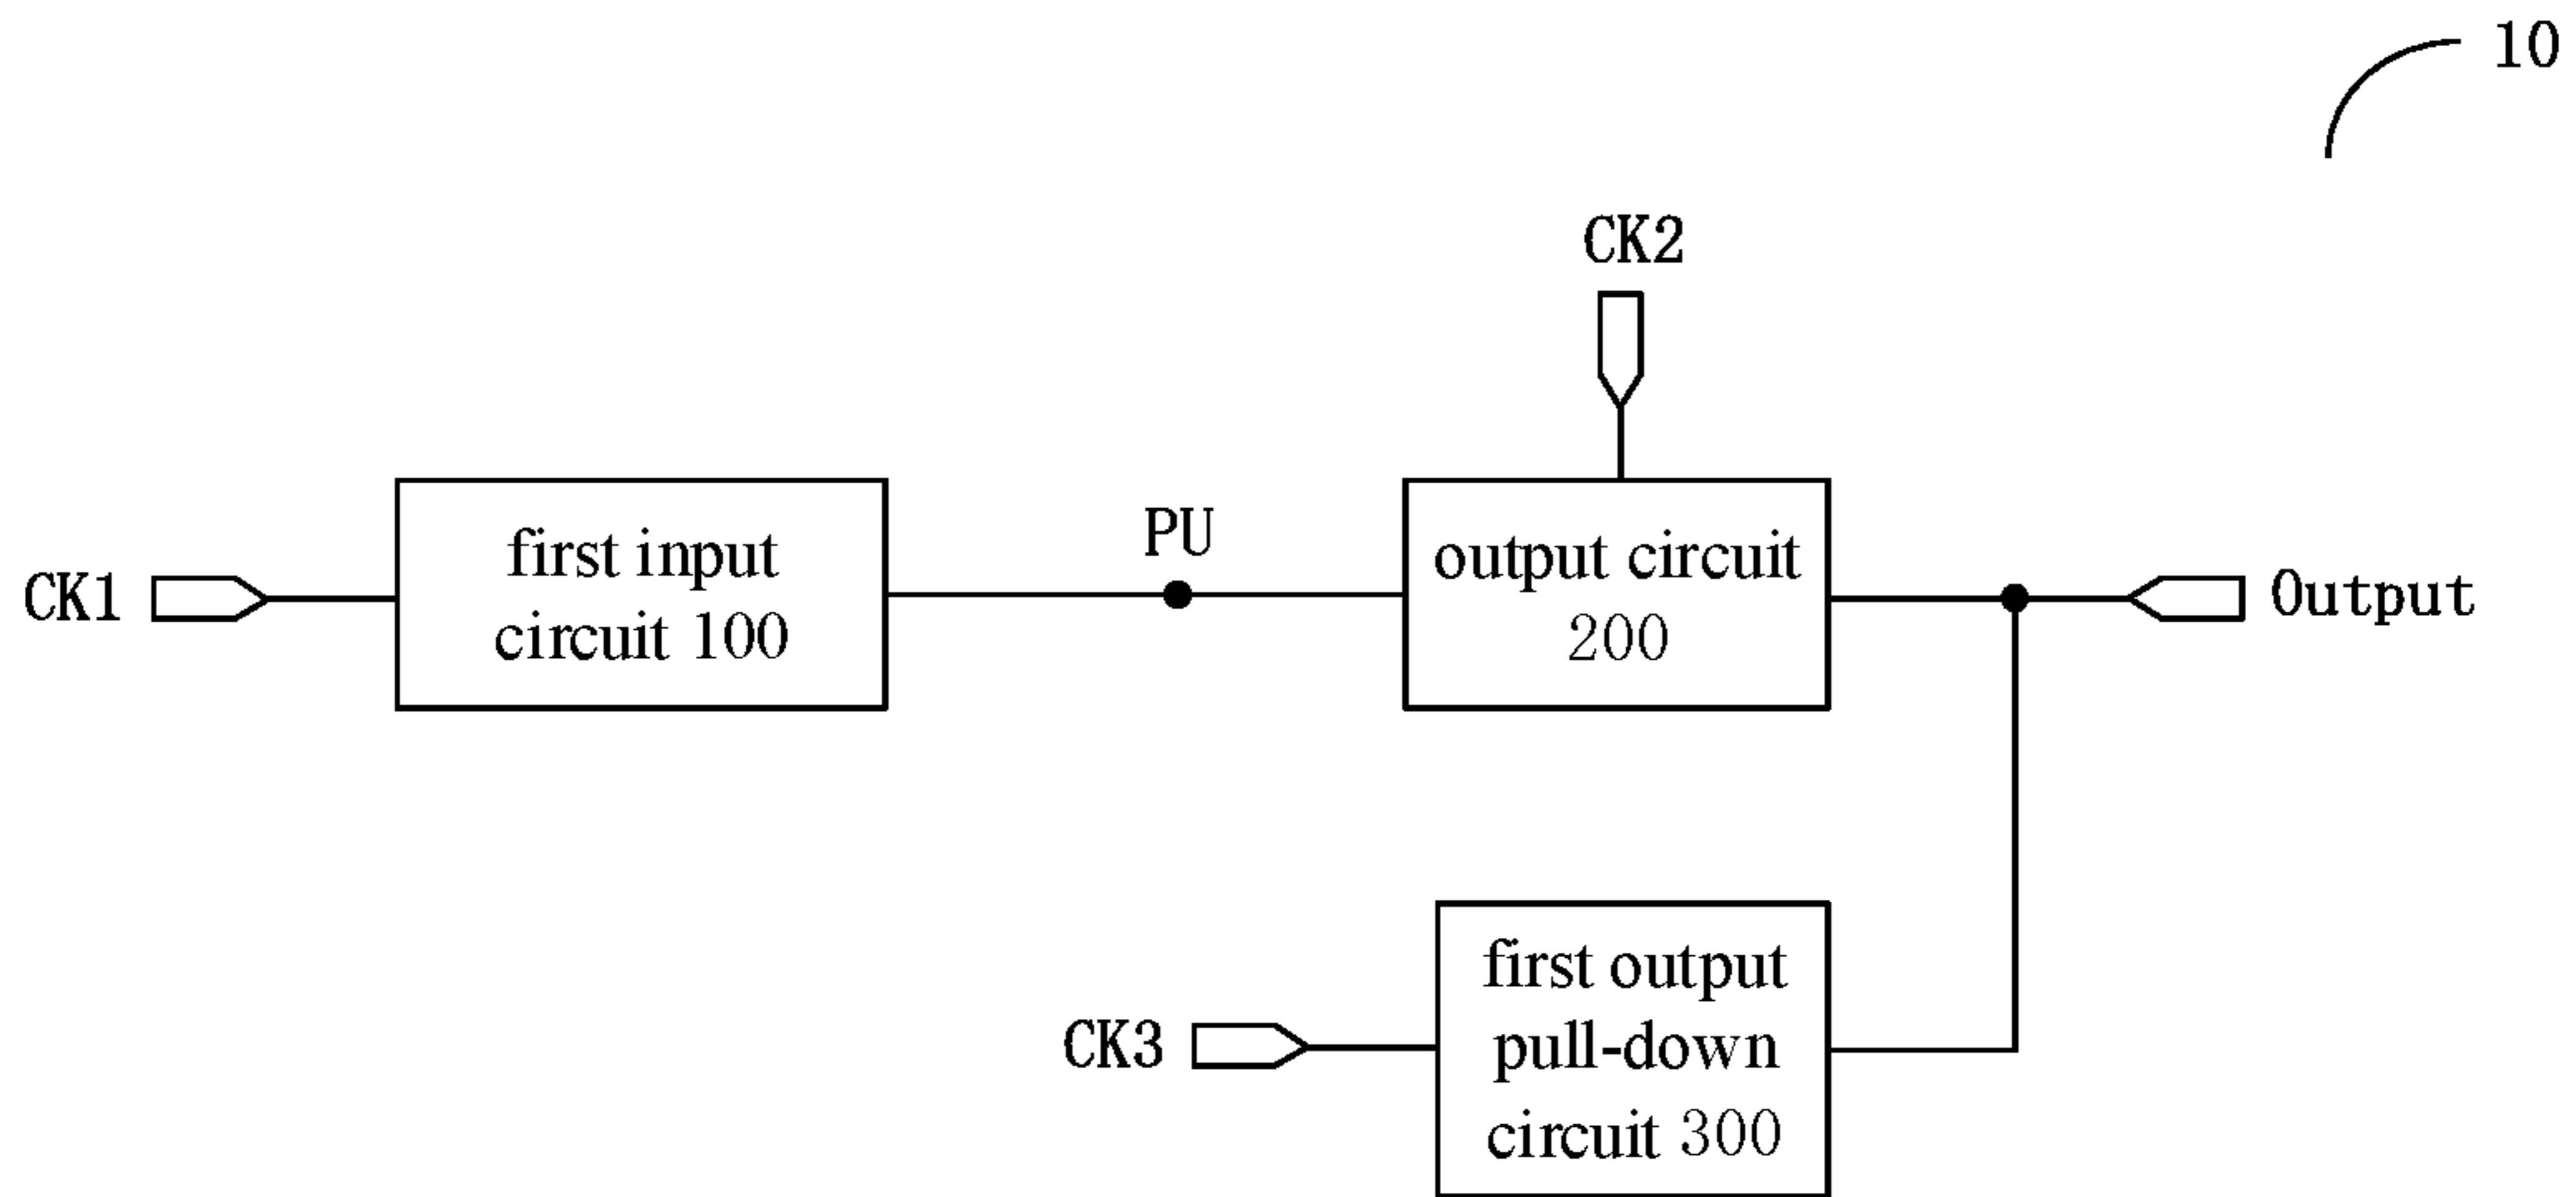 10
CK2
CK1
first input
circuit 100
PU
output circuit
200
Output
CK3
first output
pull-down
circuit 300